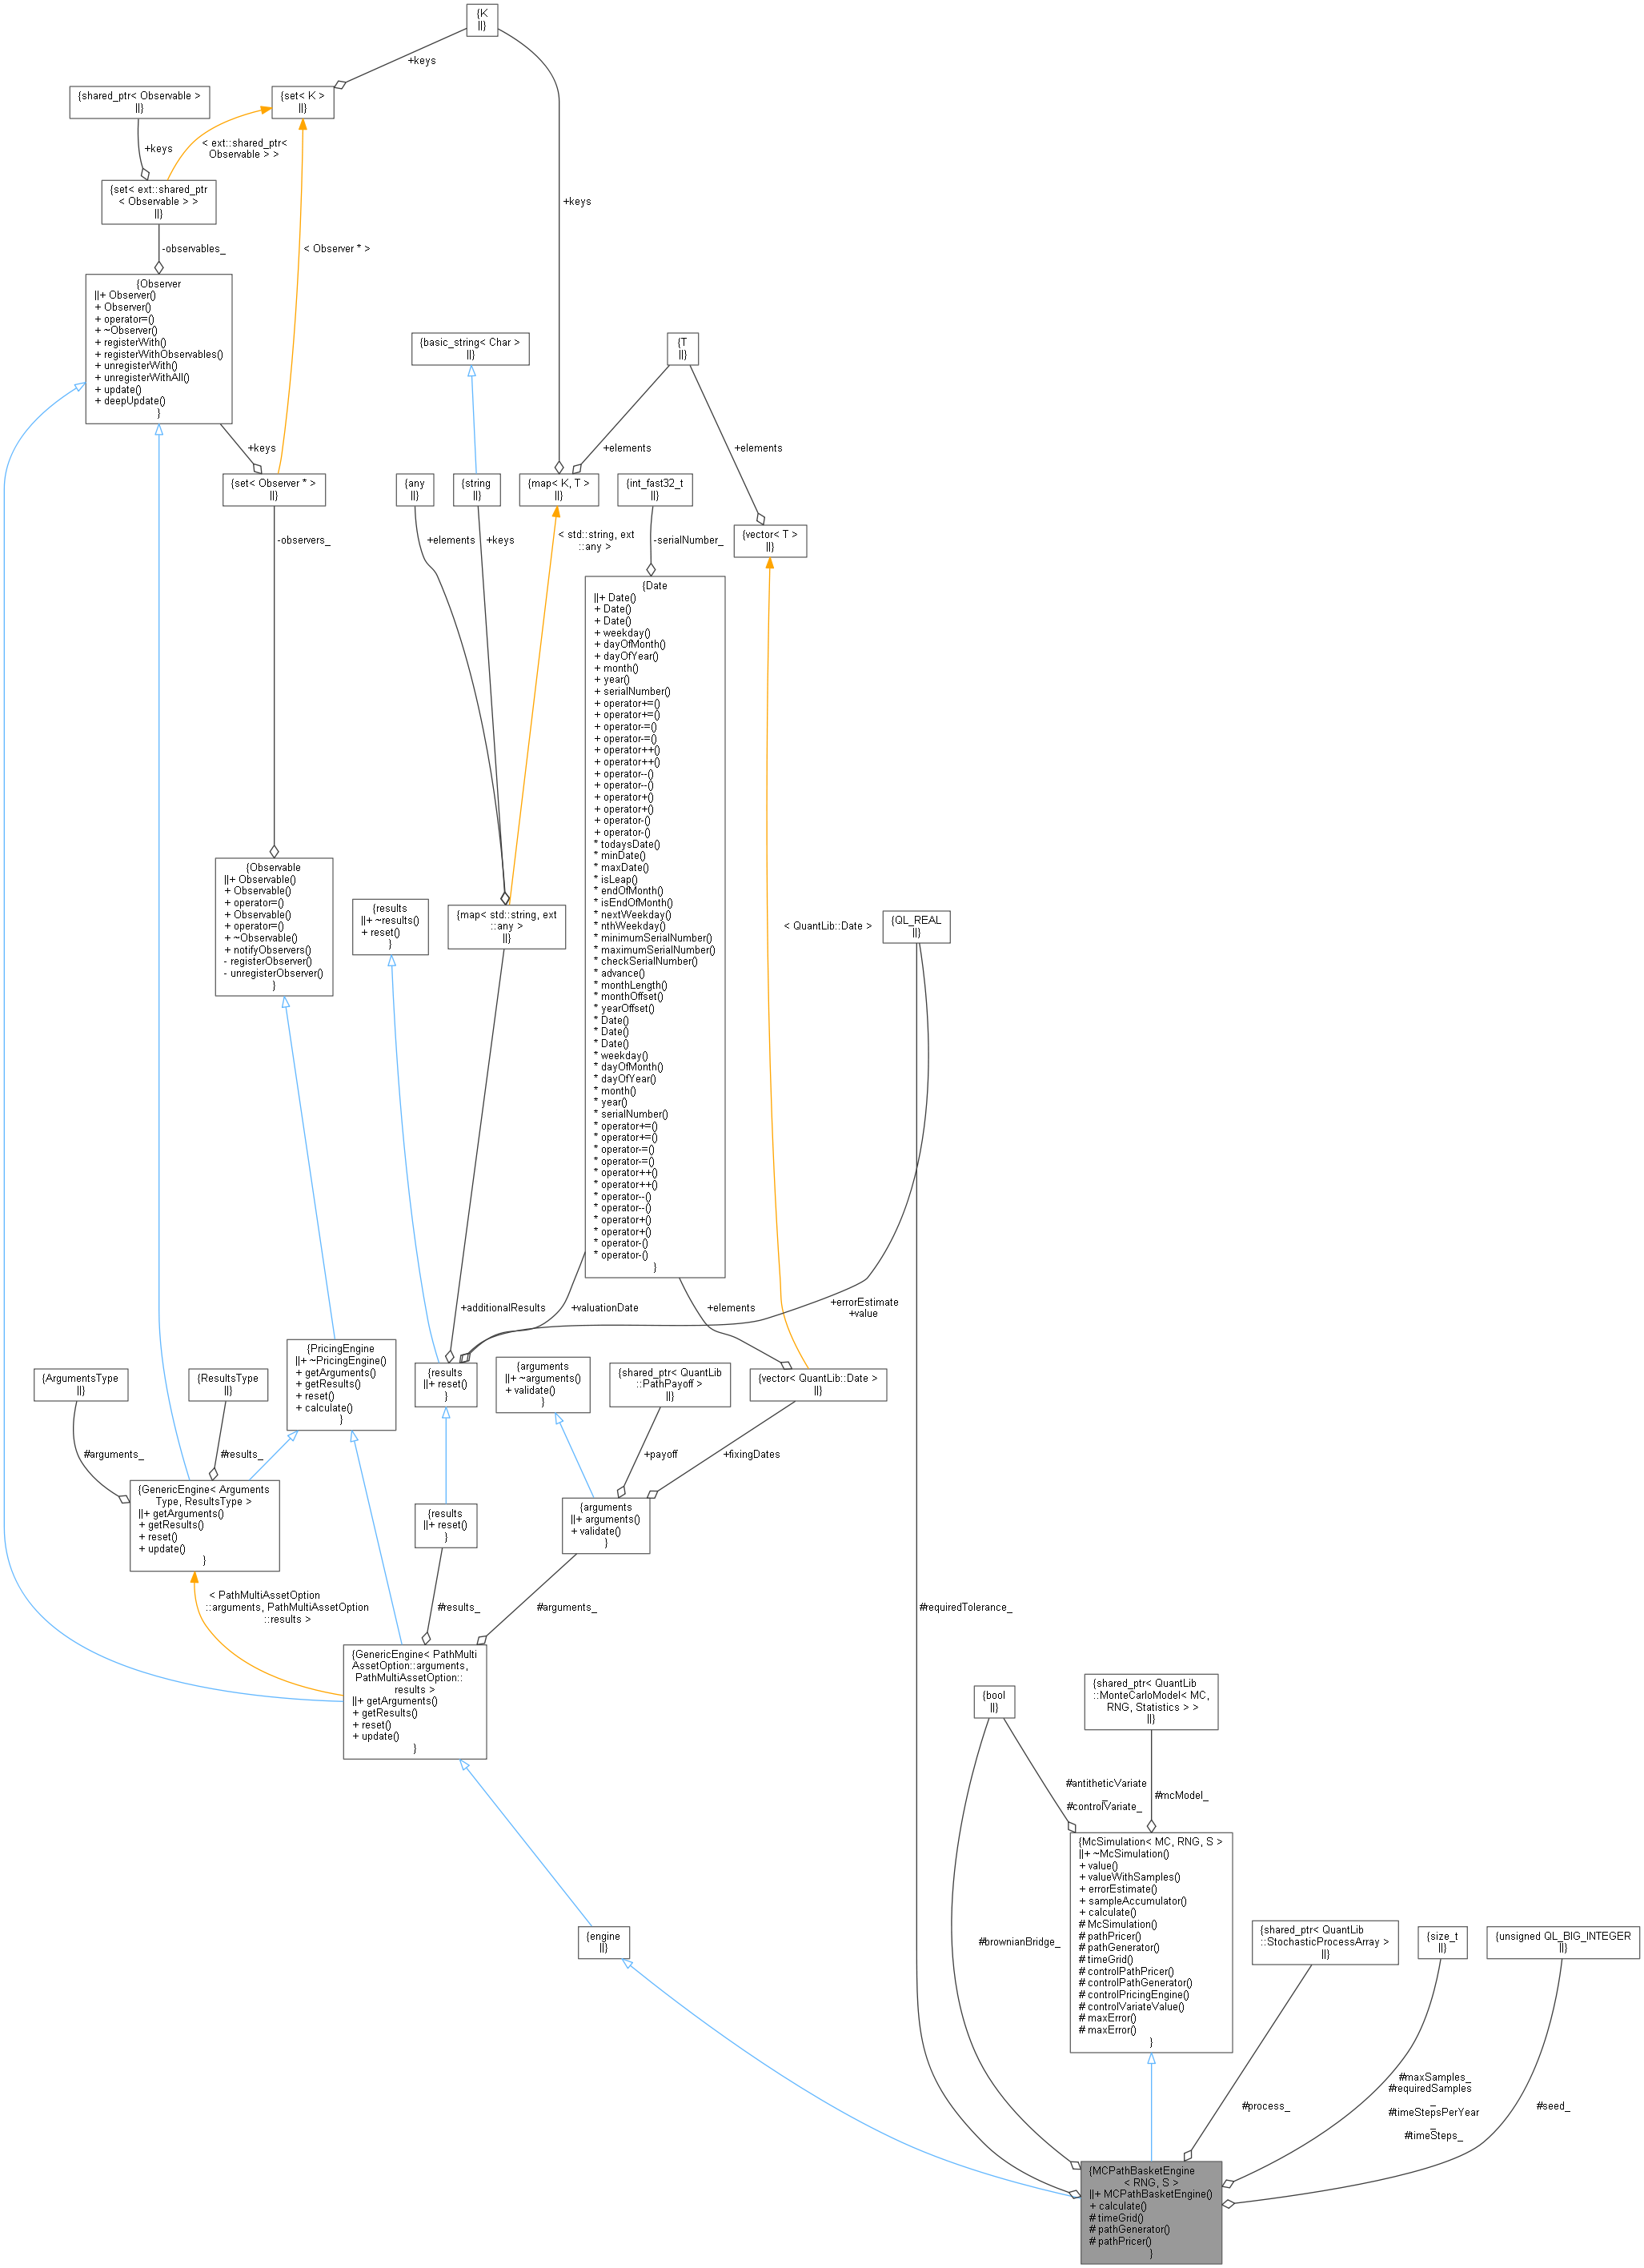 {K
||}
+keys
{shared_ptr< Observable >
||}
{set< K >
||}
+keys
< ext::shared_ptr<
Observable > >
{set< ext::shared_ptr
< Observable > >
||}
+keys
-observables_
< Observer * >
{Observer
||+ Observer()
+ Observer()
+ operator=()
+ ~Observer()
+ registerWith()
+ registerWithObservables()
+ unregisterWith()
+ unregisterWithAll()
+ update()
+ deepUpdate()
}
{basic_string< Char >
||}
{T
||}
+keys
+elements
+elements
{set< Observer * >
||}
{any
||}
{string
||}
{map< K, T >
||}
{int_fast32_t
||}
{vector< T >
||}
-observers_
+elements
+keys
< std::string, ext
::any >
-serialNumber_
{Date
||+ Date()
+ Date()
+ Date()
+ weekday()
+ dayOfMonth()
+ dayOfYear()
+ month()
+ year()
+ serialNumber()
+ operator+=()
+ operator+=()
+ operator-=()
+ operator-=()
+ operator++()
+ operator++()
+ operator--()
+ operator--()
+ operator+()
+ operator+()
+ operator-()
+ operator-()
* todaysDate()
* minDate()
* maxDate()
* isLeap()
* endOfMonth()
* isEndOfMonth()
* nextWeekday()
* nthWeekday()
* minimumSerialNumber()
* maximumSerialNumber()
* checkSerialNumber()
* advance()
* monthLength()
* monthOffset()
* yearOffset()
* Date()
* Date()
* Date()
* weekday()
* dayOfMonth()
* dayOfYear()
* month()
* year()
* serialNumber()
* operator+=()
* operator+=()
* operator-=()
* operator-=()
* operator++()
* operator++()
* operator--()
* operator--()
* operator+()
* operator+()
* operator-()
* operator-()
}
{Observable
||+ Observable()
+ Observable()
+ operator=()
+ Observable()
+ operator=()
+ ~Observable()
+ notifyObservers()
- registerObserver()
- unregisterObserver()
}
{results
||+ ~results()
+ reset()
}
{map< std::string, ext
::any >
||}
< QuantLib::Date >
{QL_REAL
||}
+additionalResults
+valuationDate
+elements
+errorEstimate
+value
{PricingEngine
||+ ~PricingEngine()
+ getArguments()
+ getResults()
+ reset()
+ calculate()
}
{ArgumentsType
||}
{ResultsType
||}
{results
||+ reset()
}
{arguments
||+ ~arguments()
+ validate()
}
{shared_ptr< QuantLib
::PathPayoff >
||}
{vector< QuantLib::Date >
||}
#arguments_
#results_
+payoff
+fixingDates
{GenericEngine< Arguments
Type, ResultsType >
||+ getArguments()
+ getResults()
+ reset()
+ update()
}
{results
||+ reset()
}
{arguments
||+ arguments()
+ validate()
}
< PathMultiAssetOption
::arguments, PathMultiAssetOption
::results >
#results_
#arguments_
#requiredTolerance_
{GenericEngine< PathMulti
AssetOption::arguments,
PathMultiAssetOption::
results >
||+ getArguments()
+ getResults()
+ reset()
+ update()
}
{bool
||}
{shared_ptr< QuantLib
::MonteCarloModel< MC,
RNG, Statistics > >
||}
#antitheticVariate
_
#controlVariate_
#mcModel_
{McSimulation< MC, RNG, S >
||+ ~McSimulation()
+ value()
+ valueWithSamples()
+ errorEstimate()
+ sampleAccumulator()
+ calculate()
# McSimulation()
# pathPricer()
# pathGenerator()
# timeGrid()
# controlPathPricer()
# controlPathGenerator()
# controlPricingEngine()
# controlVariateValue()
# maxError()
# maxError()
}
{engine
||}
#brownianBridge_
{shared_ptr< QuantLib
::StochasticProcessArray >
||}
{size_t
||}
{unsigned QL_BIG_INTEGER
||}
#process_
#maxSamples_
#requiredSamples
_
#timeStepsPerYear
_
#timeSteps_
#seed_
{MCPathBasketEngine
< RNG, S >
||+ MCPathBasketEngine()
+ calculate()
# timeGrid()
# pathGenerator()
# pathPricer()
}